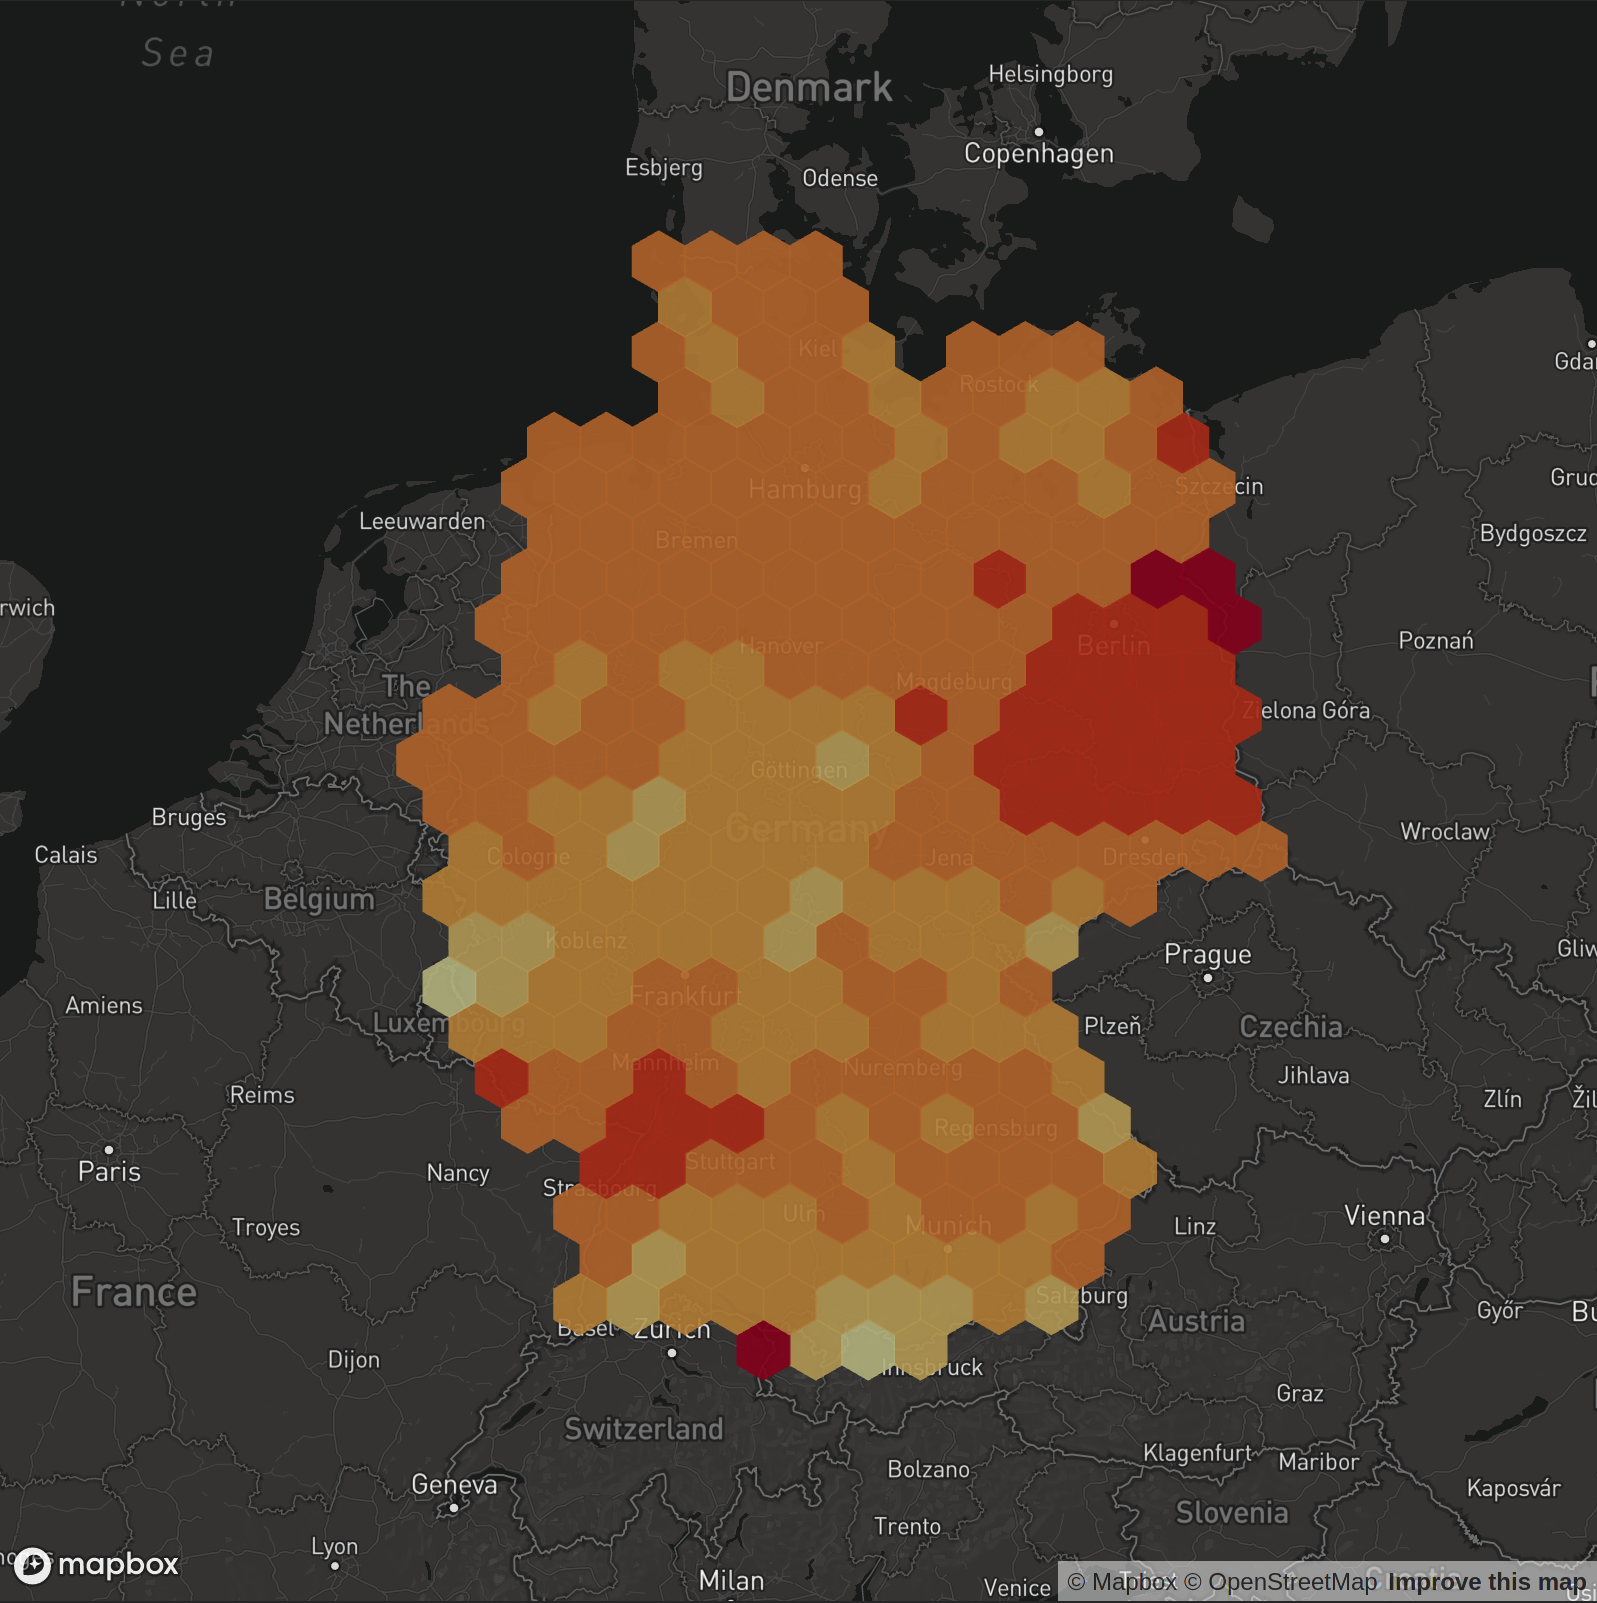 North
Sea
Denmark
Helsingborg
Copenhagen
Esbjerg
Odense
Kiel
Rostock
Hamburg
Szczecin
Leeuwarden
Bremen
Grud
Bydgoszcz
rwich
Hanover
Berlin
Poznań
The
Netherlands
Magdeburg
Zielona Góra
Göttingen
Bruges
Germany
Wroclaw
Calais
Cologne
Jena
Dresden
Lille
Belgium
Koblenz
Prague
Gliw
Amiens
Frankfurt
Luxembourg
Plzeň
Czechia
Mannheim
Nuremberg
Jihlava
Reims
Zlín
Žil
Regensburg
Paris
Nancy
Stuttgart
Strasbourg
Troyes
Ulm
Munich
Linz
Vienna
France
Salzburg
Austria
Győr
Bu
Basel
Zurich
Dijon
Innsbruck
Graz
Switzerland
Klagenfurt
Maribor
Geneva
Bolzano
Kaposvár
Slovenia
Trento
Lyon
mapbox
Milan
Venice
© Mapbox © OpenStreetMap Improve this map